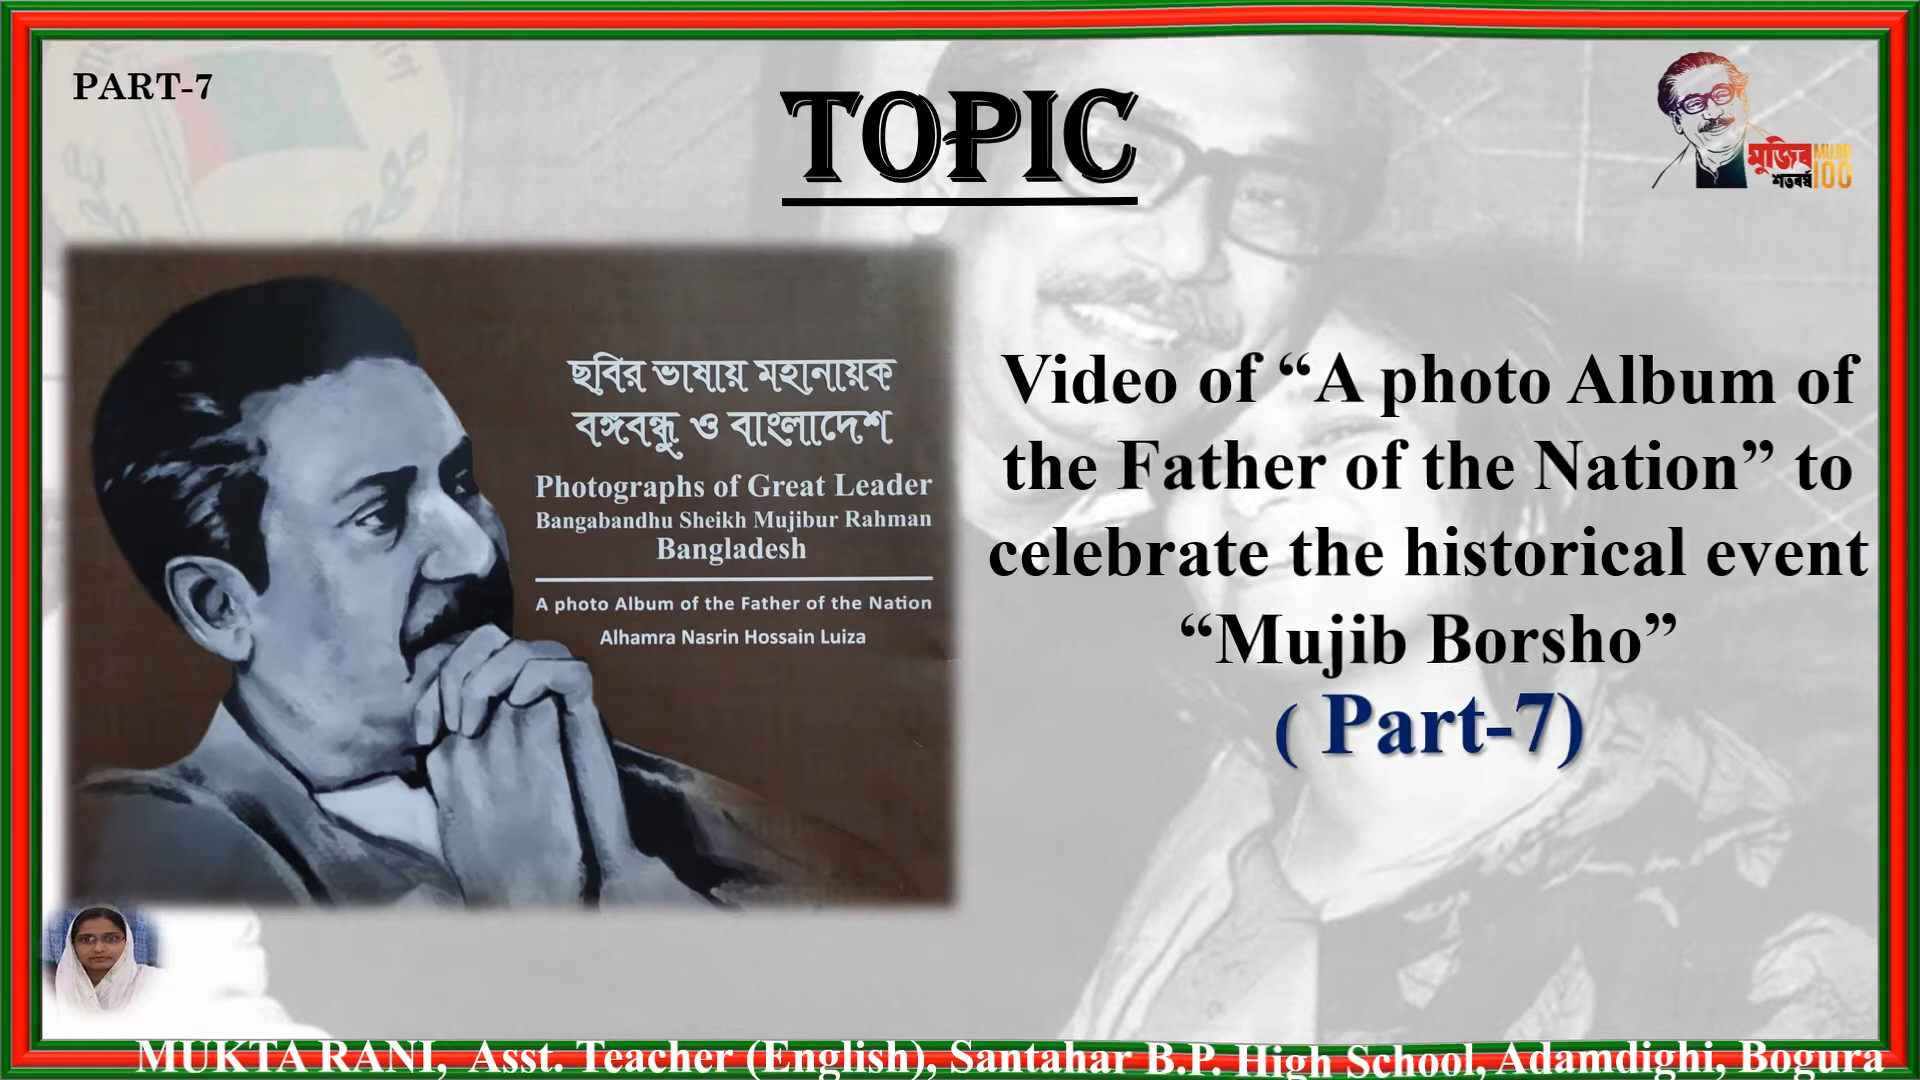 PART-7
TOPIC
মুজিব
শতবর্ষ
MUJIB
100
ছবির ভাষায় মহানায়ক
বঙ্গবন্ধু ও বাংলাদেশ
Photographs of Great Leader
Bangabandhu Sheikh Mujibur Rahman
Bangladesh
A photo Album of the Father of the Nation
Alhamra Nasrin Hossain Luiza
Video of “A photo Album of
the Father of the Nation” to
celebrate the historical event
“Mujib Borsho”
( Part-7)
MUKTA RANI, Asst. Teacher (English), Santahar B.P. High School, Adamdighi, Bogura